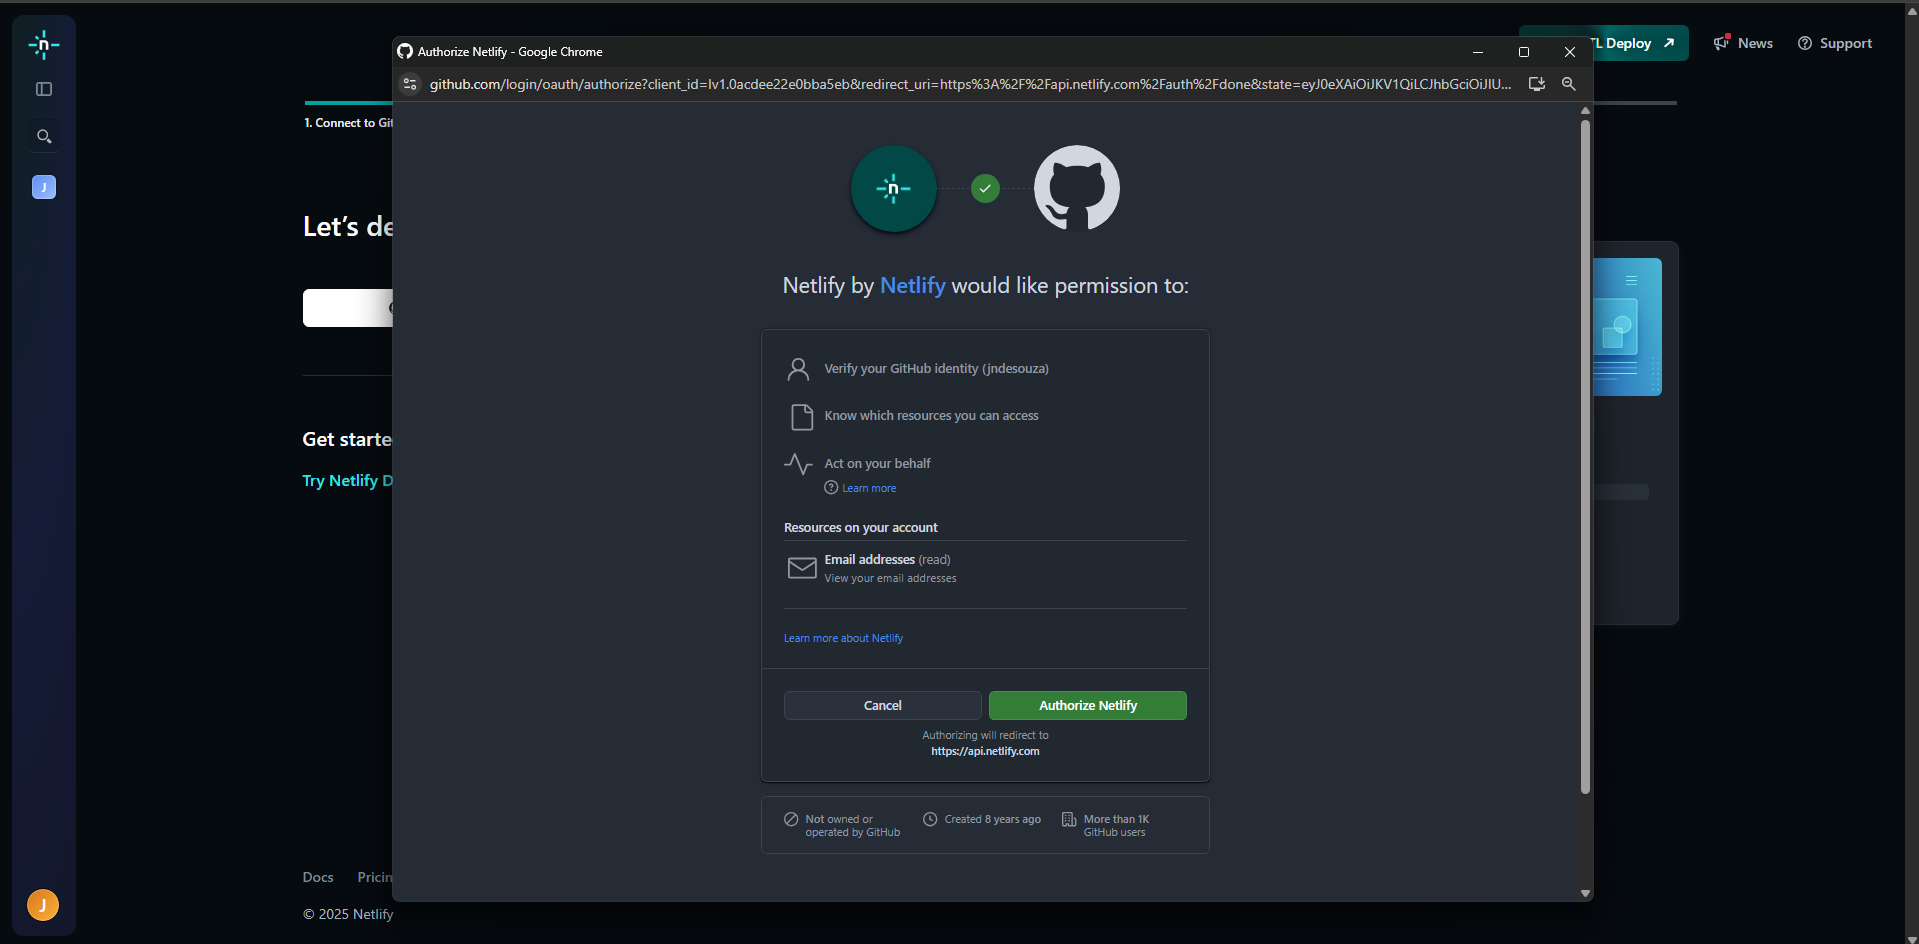 Authorize Netlify - Google Chrome
github.com/login/oauth/authorize?client_id=Iv1.0acdee22e0bba5eb&redirect_uri=https%3A%2F%2Fapi.netlify.com%2Fauth%2Fdone&state=eyJ0eXAiOiJKV1QiLCJhbGciOiJIU...
TL Deploy
News
Support
n
J
1. Connect to Git
Let's de
Get starte
Try Netlify D
n
Netlify by Netlify would like permission to:
Verify your GitHub identity (jndesouza)
Know which resources you can access
Act on your behalf
Learn more
Resources on your account
Email addresses (read)
View your email addresses
Learn more about Netlify
Cancel
Authorize Netlify
Authorizing will redirect to
https://api.netlify.com
Not owned or
operated by GitHub
Created 8 years ago
More than 1K
GitHub users
Docs
Pricin
© 2025 Netlify
J